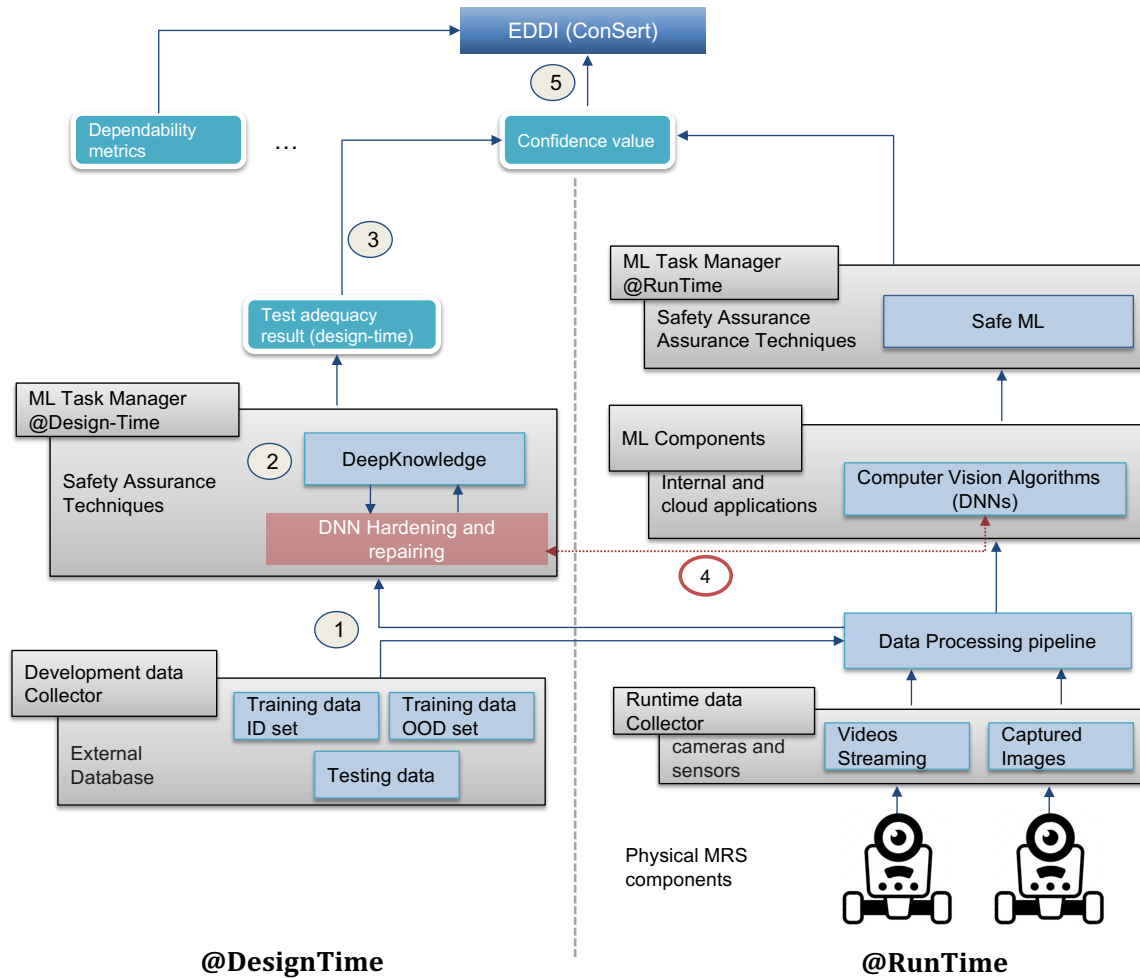 EDDI (ConSert)
5
Dependability
metrics
...
Confidence value
3
ML Task Manager
@RunTime
Safety Assurance
Assurance Techniques
Safe ML
Test adequacy
result (design-time)
ML Task Manager
@Design-Time
2
DeepKnowledge
Safety Assurance
Techniques
DNN Hardening and
repairing
ML Components
Internal and
cloud applications
Computer Vision Algorithms
(DNNs)
4
1
Data Processing pipeline
Development data
Collector
Training data
ID set
Training data
OOD set
External
Database
Testing data
Runtime data
Collector
cameras and
sensors
Videos
Streaming
Captured
Images
Physical MRS
components
@DesignTime
@RunTime